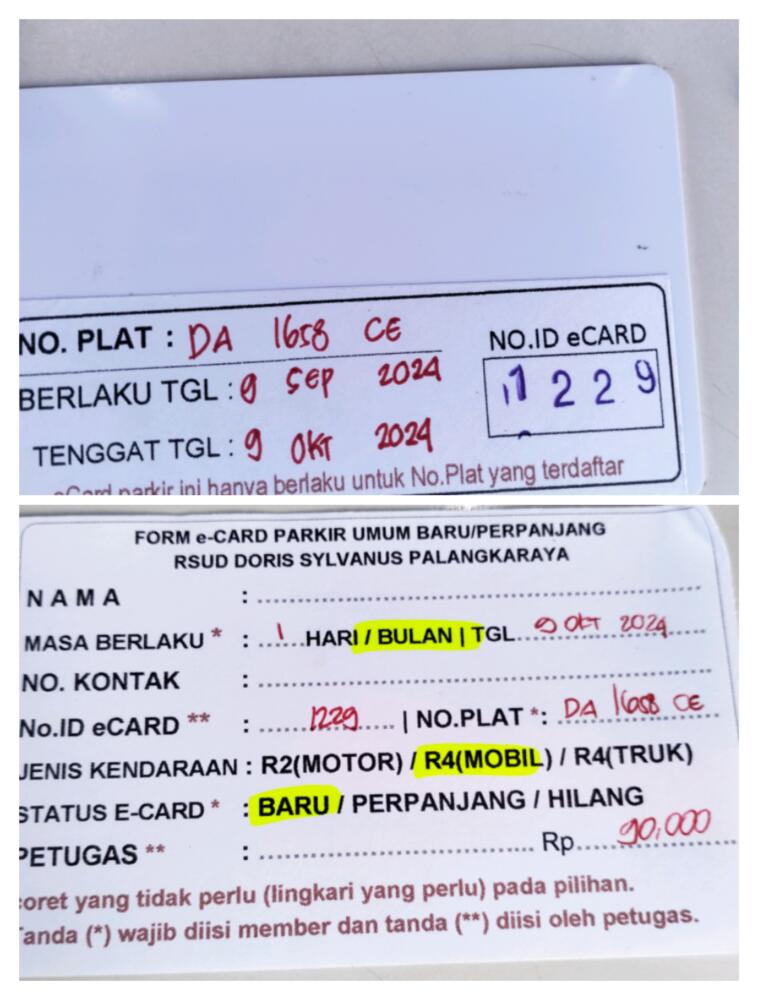 NO. PLAT : DA 1658 CE
NO.ID eCARD
BERLAKU TGL : 9 SEP 2024
1229
TENGGAT TGL : 9 OKT 2024
eCard parkir ini hanya berlaku untuk No.Plat yang terdaftar
FORM e-CARD PARKIR UMUM BARU/PERPANJANG
RSUD DORIS SYLVANUS PALANGKARAYA
NAMA : ........................................
MASA BERLAKU * : ...1...HARI / BULAN | TGL...9 OKT 2024......
NO. KONTAK : ........................................
No.ID eCARD ** : .......1229..... | NO.PLAT *: DA 1658 CE
JENIS KENDARAAN : R2(MOTOR) / R4(MOBIL) / R4(TRUK)
STATUS E-CARD * : BARU / PERPANJANG / HILANG
PETUGAS ** : ........................................ Rp....90.000
coret yang tidak perlu (lingkari yang perlu) pada pilihan.
Tanda (*) wajib diisi member dan tanda (**) diisi oleh petugas.